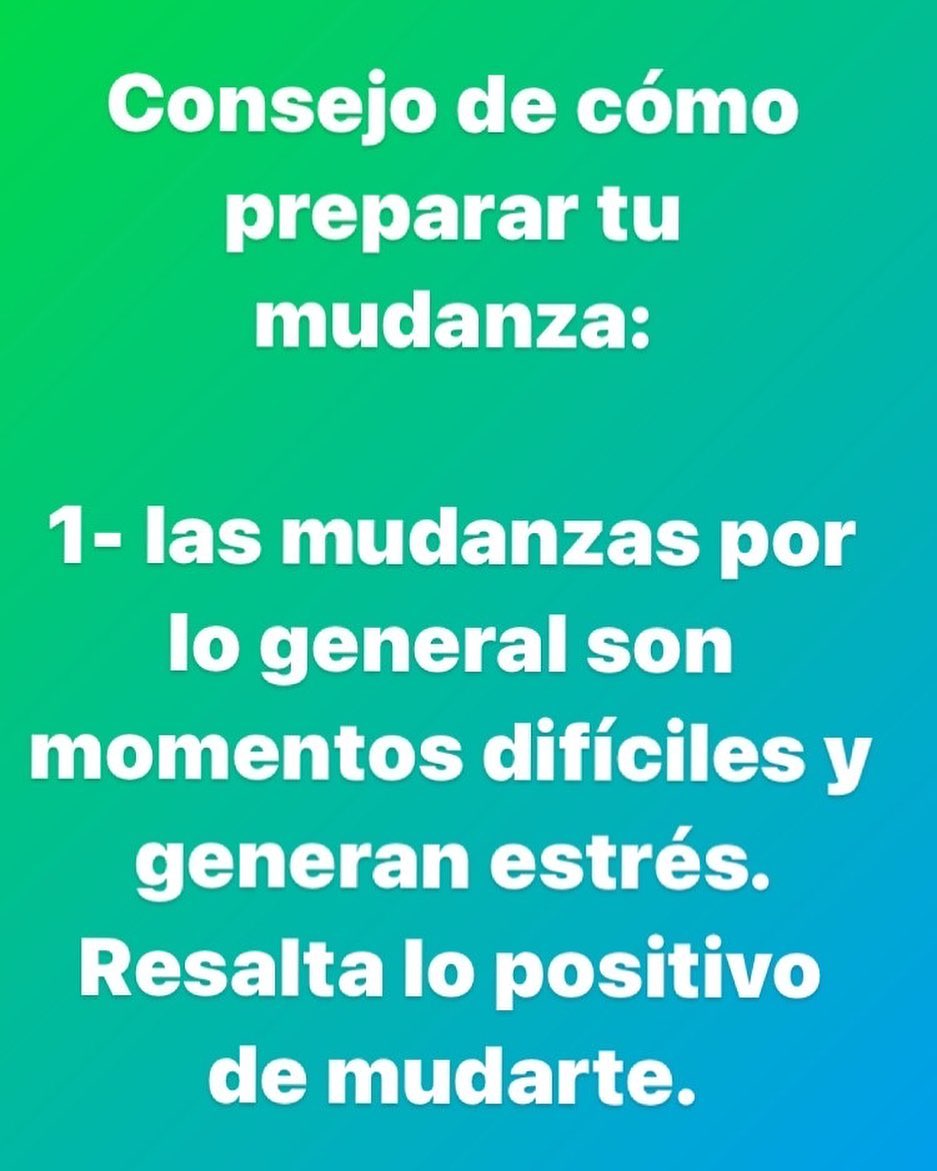 Consejo de cómo
preparar tu
mudanza:
1- las mudanzas por
lo general son
momentos difíciles y
generan estrés.
Resalta lo positivo
de mudarte.